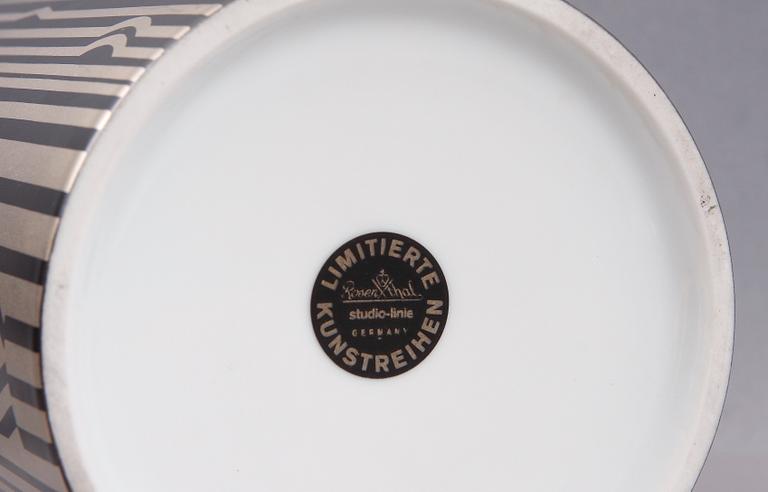 LIMITIERTE
Rosenthal
studio-linie
GERMANY
KUNSTREIHEN